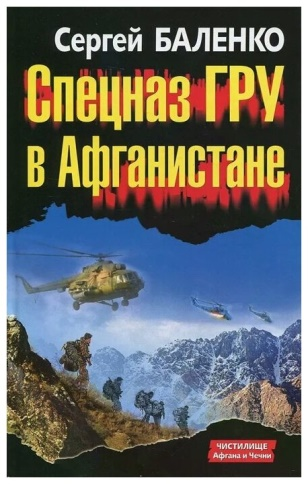 Сергей БАЛЕНКО
Спецназ ГРУ
в Афганистане
ЧИСТИЛИЩЕ
Афгана и Чечни